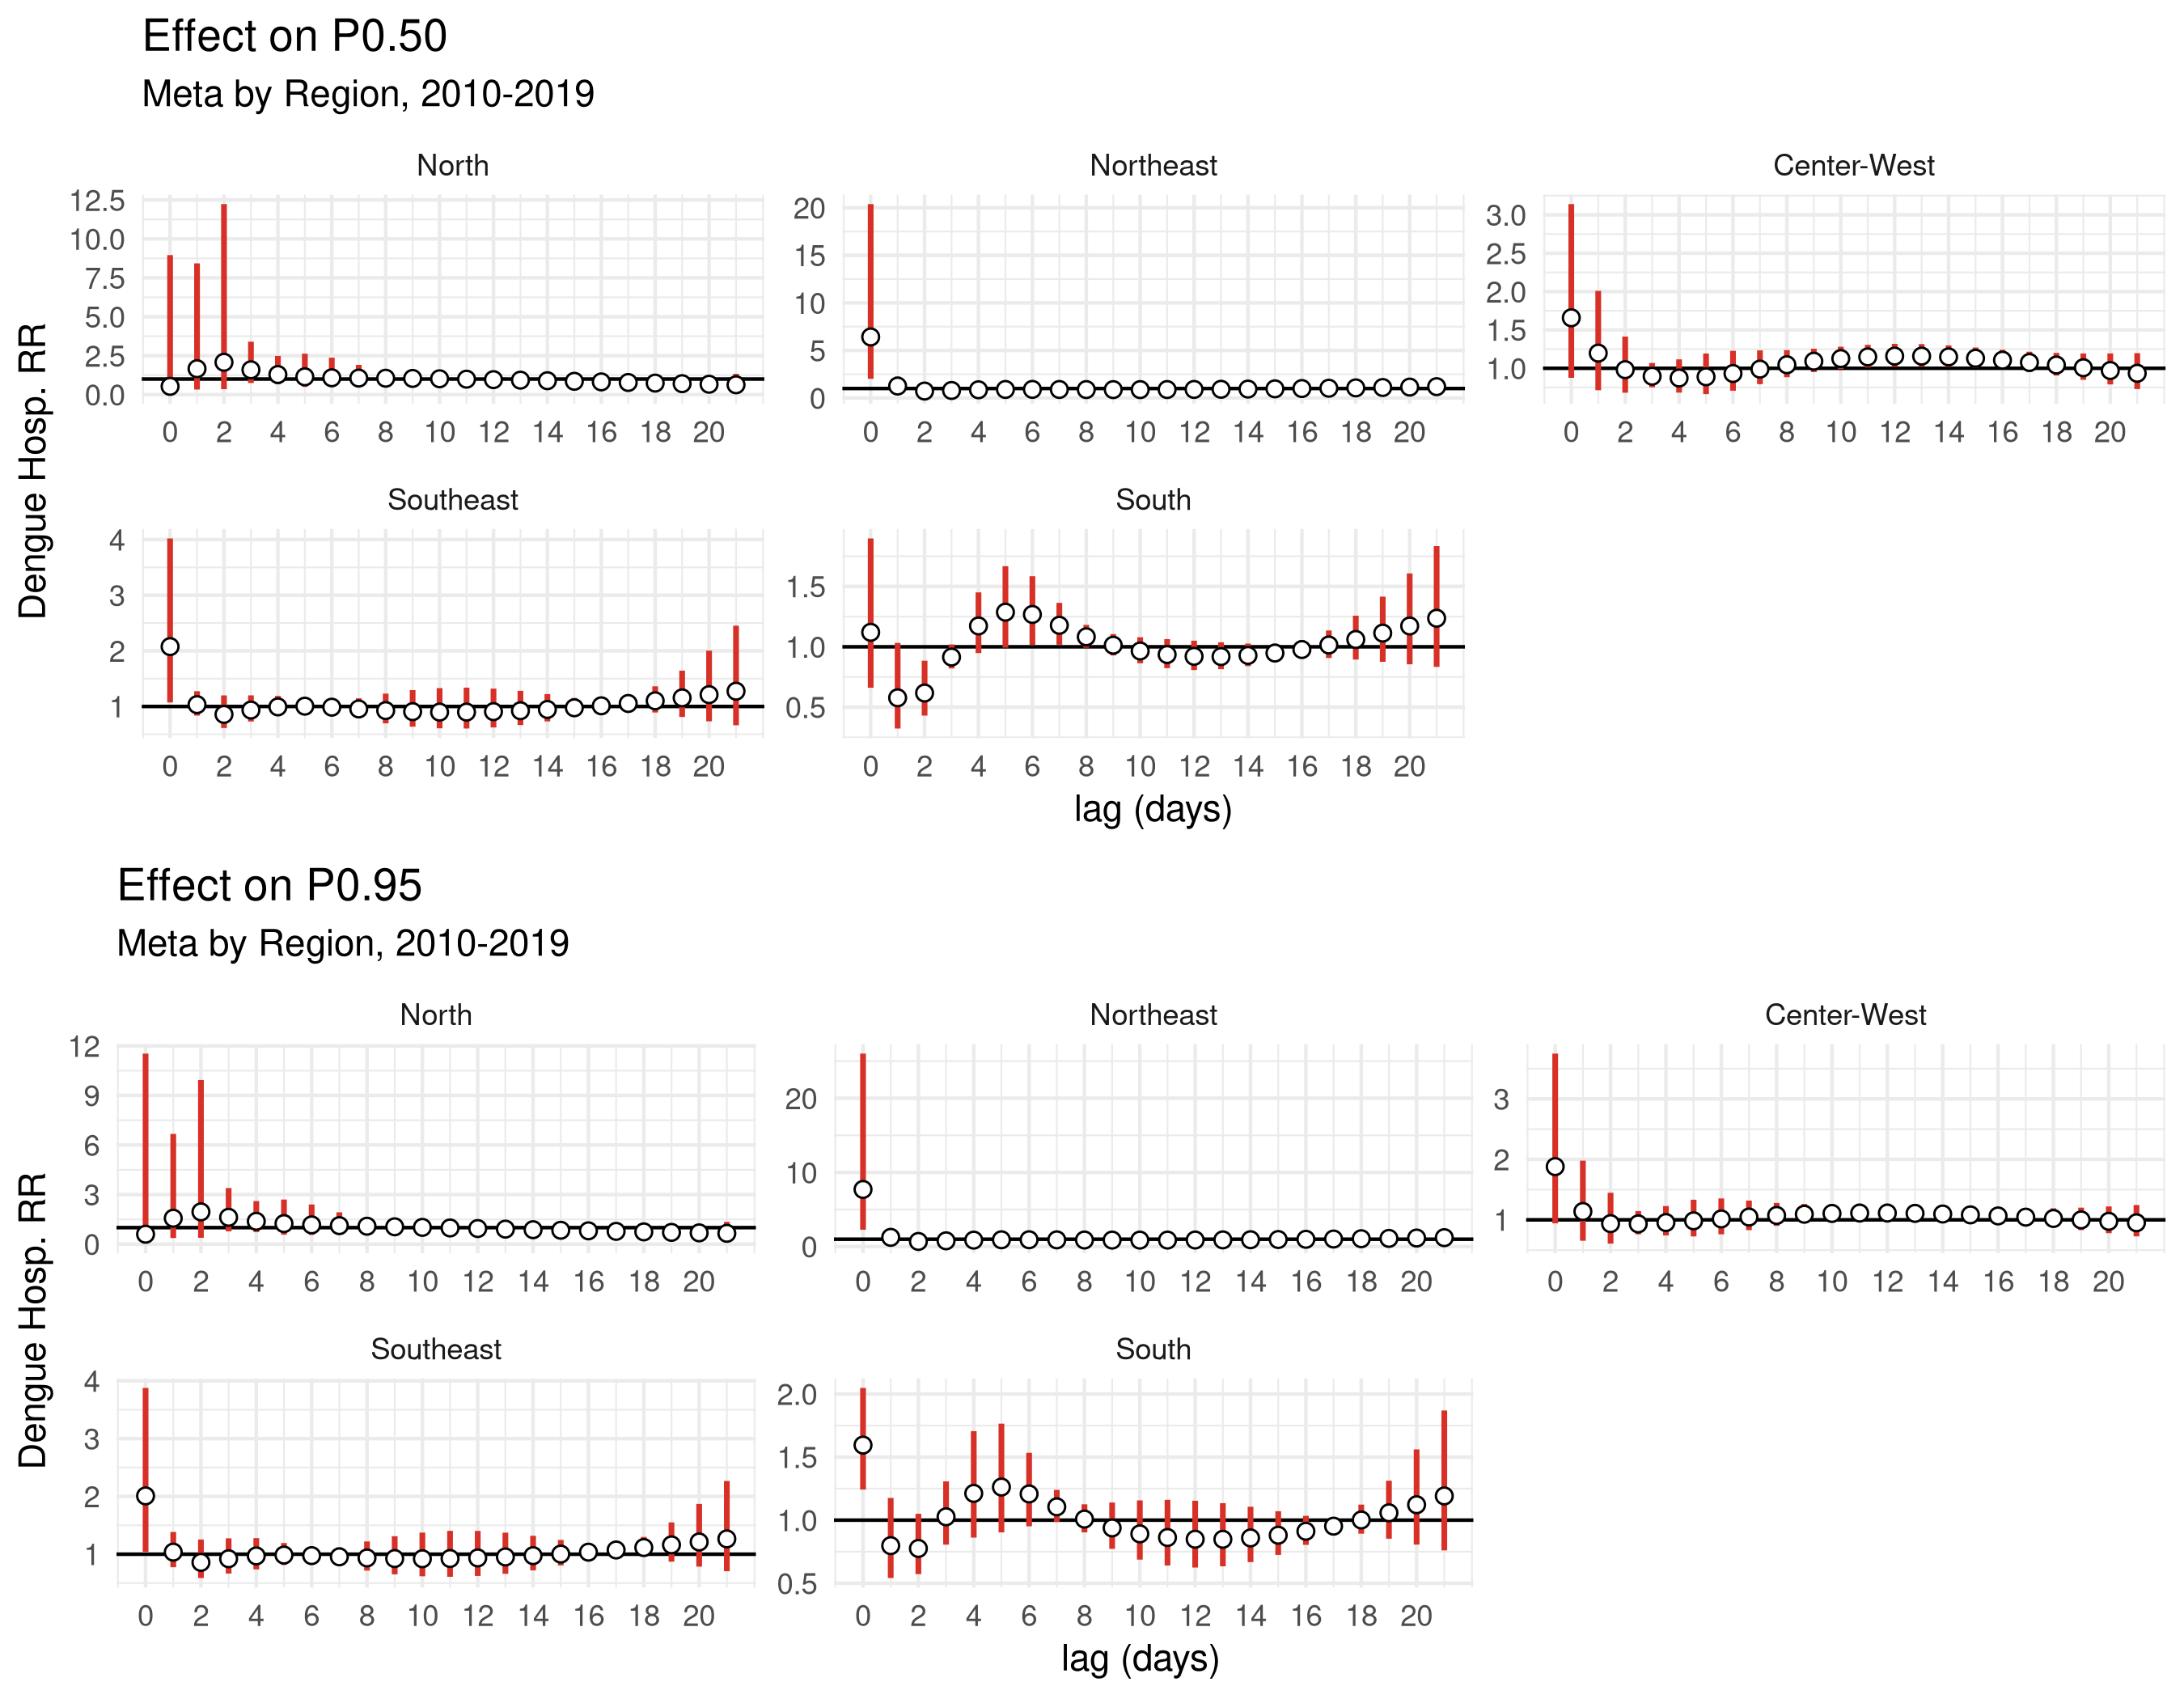 Effect on P0.50
Meta by Region, 2010-2019
North
Northeast
Center-West
12.5
10.0
7.5
5.0
2.5
0.0
0 2 4 6 8 10 12 14 16 18 20
20
15
10
5
0
0 2 4 6 8 10 12 14 16 18 20
3.0
2.5
2.0
1.5
1.0
0 2 4 6 8 10 12 14 16 18 20
Dengue Hosp. RR
Southeast
South
4
3
2
1
0 2 4 6 8 10 12 14 16 18 20
1.5
1.0
0.5
0 2 4 6 8 10 12 14 16 18 20
lag (days)
Effect on P0.95
Meta by Region, 2010-2019
North
Northeast
Center-West
12
9
6
3
0
0 2 4 6 8 10 12 14 16 18 20
20
10
0
0 2 4 6 8 10 12 14 16 18 20
3
2
1
0 2 4 6 8 10 12 14 16 18 20
Dengue Hosp. RR
Southeast
South
4
3
2
1
0 2 4 6 8 10 12 14 16 18 20
2.0
1.5
1.0
0.5
0 2 4 6 8 10 12 14 16 18 20
lag (days)